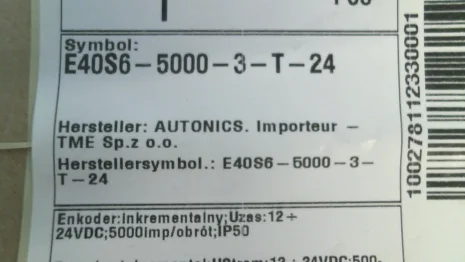 Symbol:
E40S6-5000-3-T-24
Hersteller: AUTONICS. Importeur -
TME Sp.z o.o.
Herstellersymbol.: E40S6-5000-3-
T-24
Enkoder:inkrementalny;Uzas:12÷
24VDC;5000imp/obrót;IP50
1002781112330001